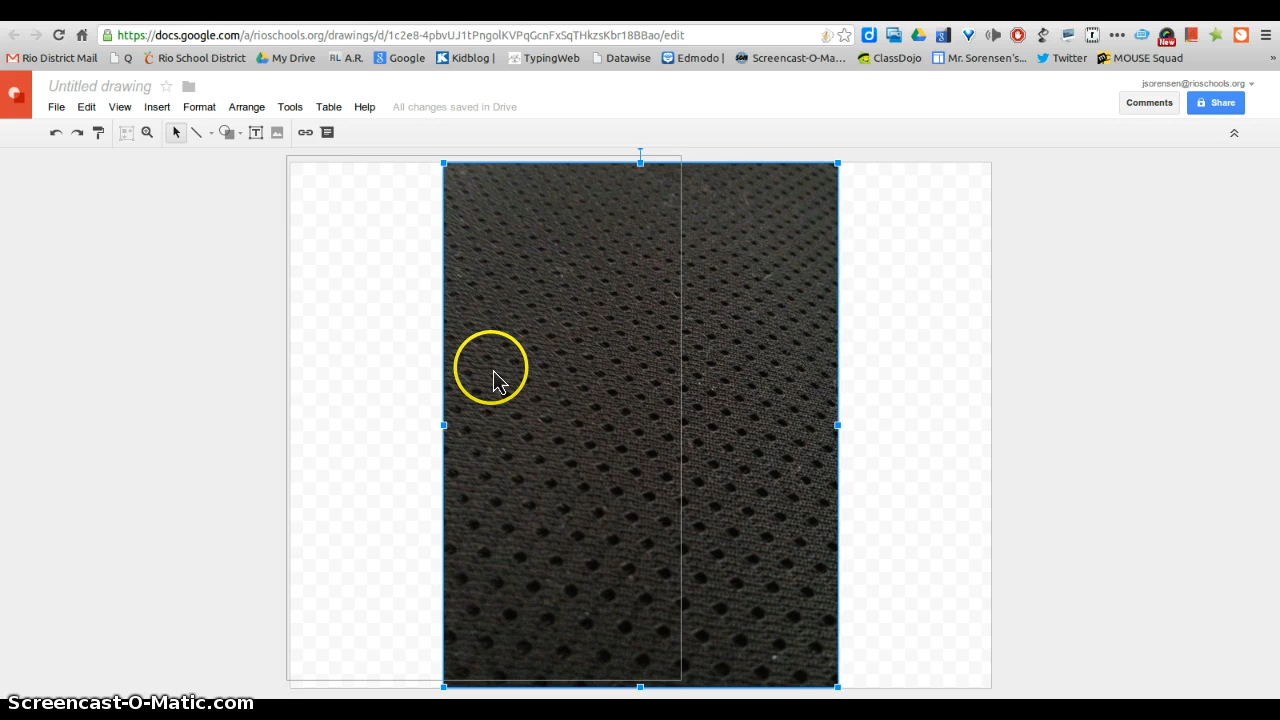 https://docs.google.com/a/rioschools.org/drawings/d/1c2e8-4pbvUJ1tPngolKVPqGcnFxSqTHkzsKbr18BBao/edit
Rio District Mail Q Rio School District My Drive RL A.R. Google Kidblog | TypingWeb Datawise Edmodo | Screencast-O-Ma... ClassDojo Mr. Sorensen's... Twitter MOUSE Squad »
Untitled drawing
jsorensen@rioschools.org
File Edit View Insert Format Arrange Tools Table Help All changes saved in Drive
Comments Share
Screencast-O-Matic.com